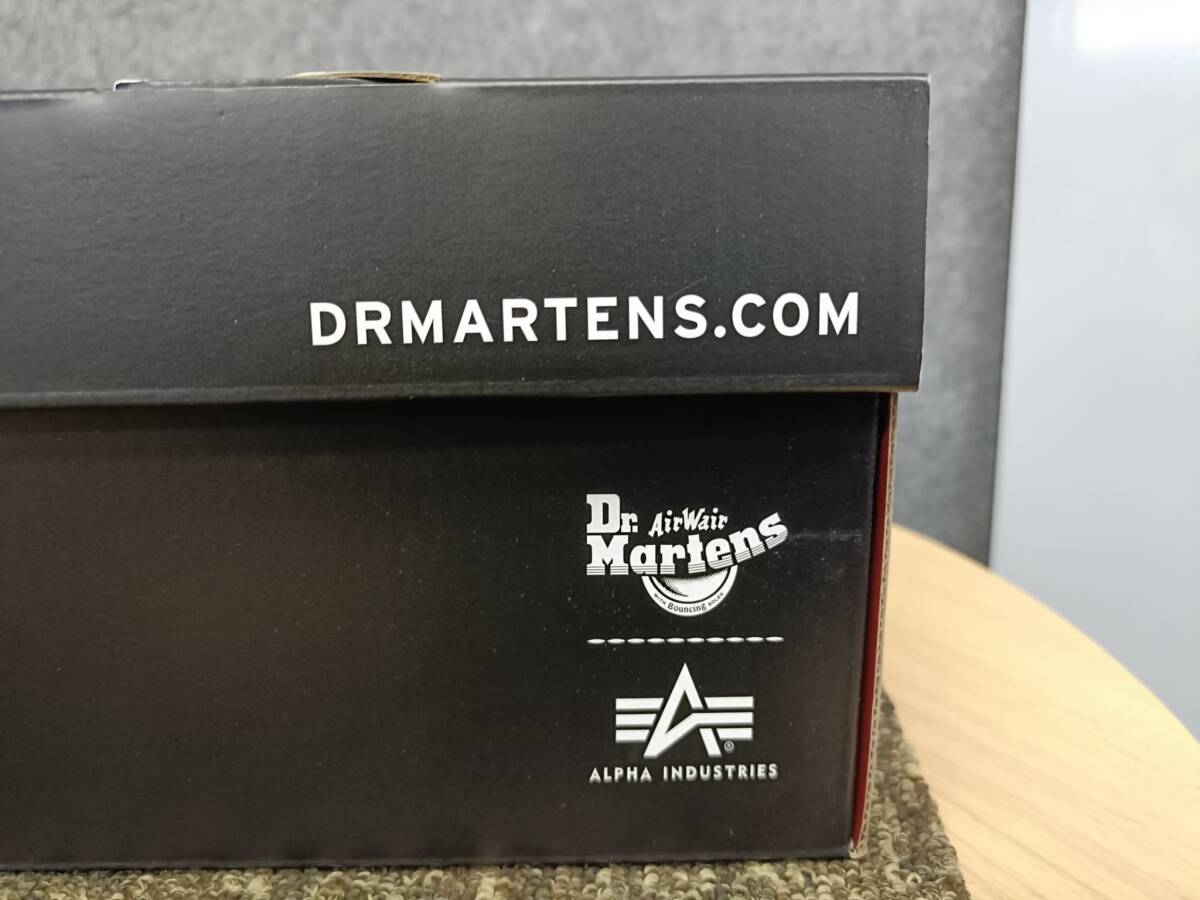 DRMARTENS.COM
Dr. AirWair
Martens
WITH Bouncing SOLES
®
ALPHA INDUSTRIES